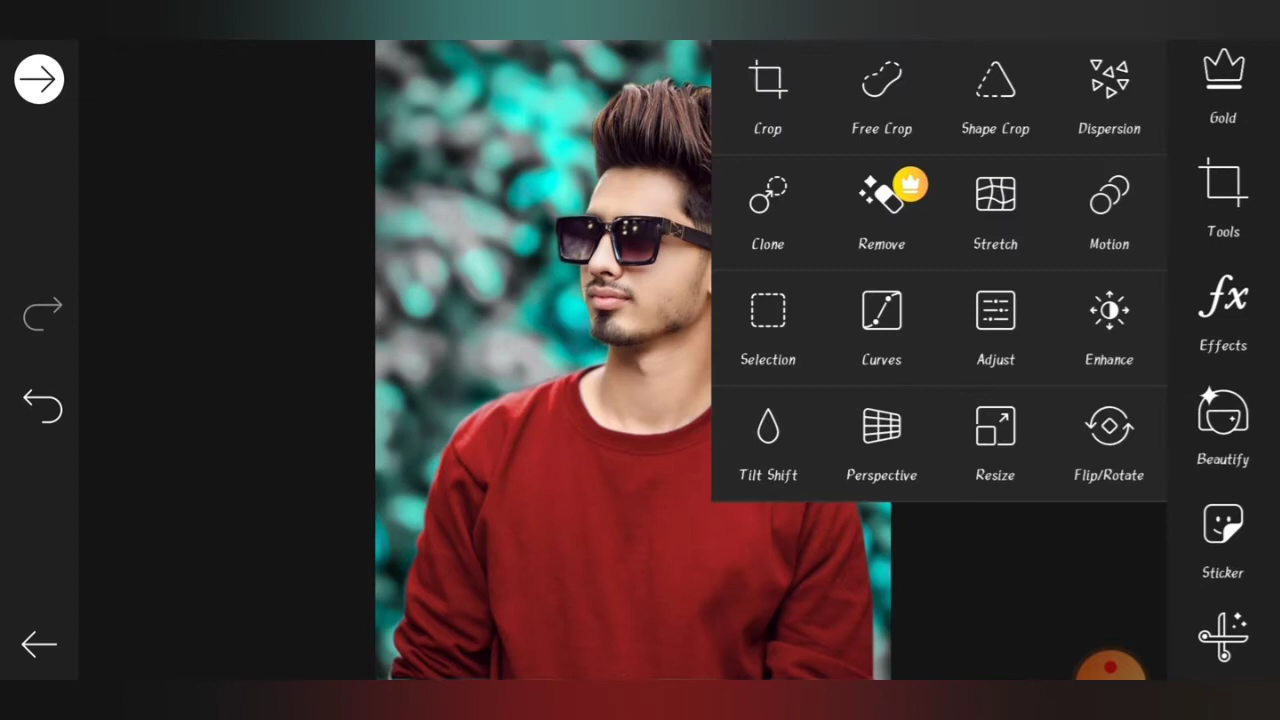 Crop Free Crop Shape Crop Dispersion
Gold
Clone Remove Stretch Motion
Tools
Selection Curves Adjust Enhance
fx
Effects
Tilt Shift Perspective Resize Flip/Rotate
Beautify
Sticker